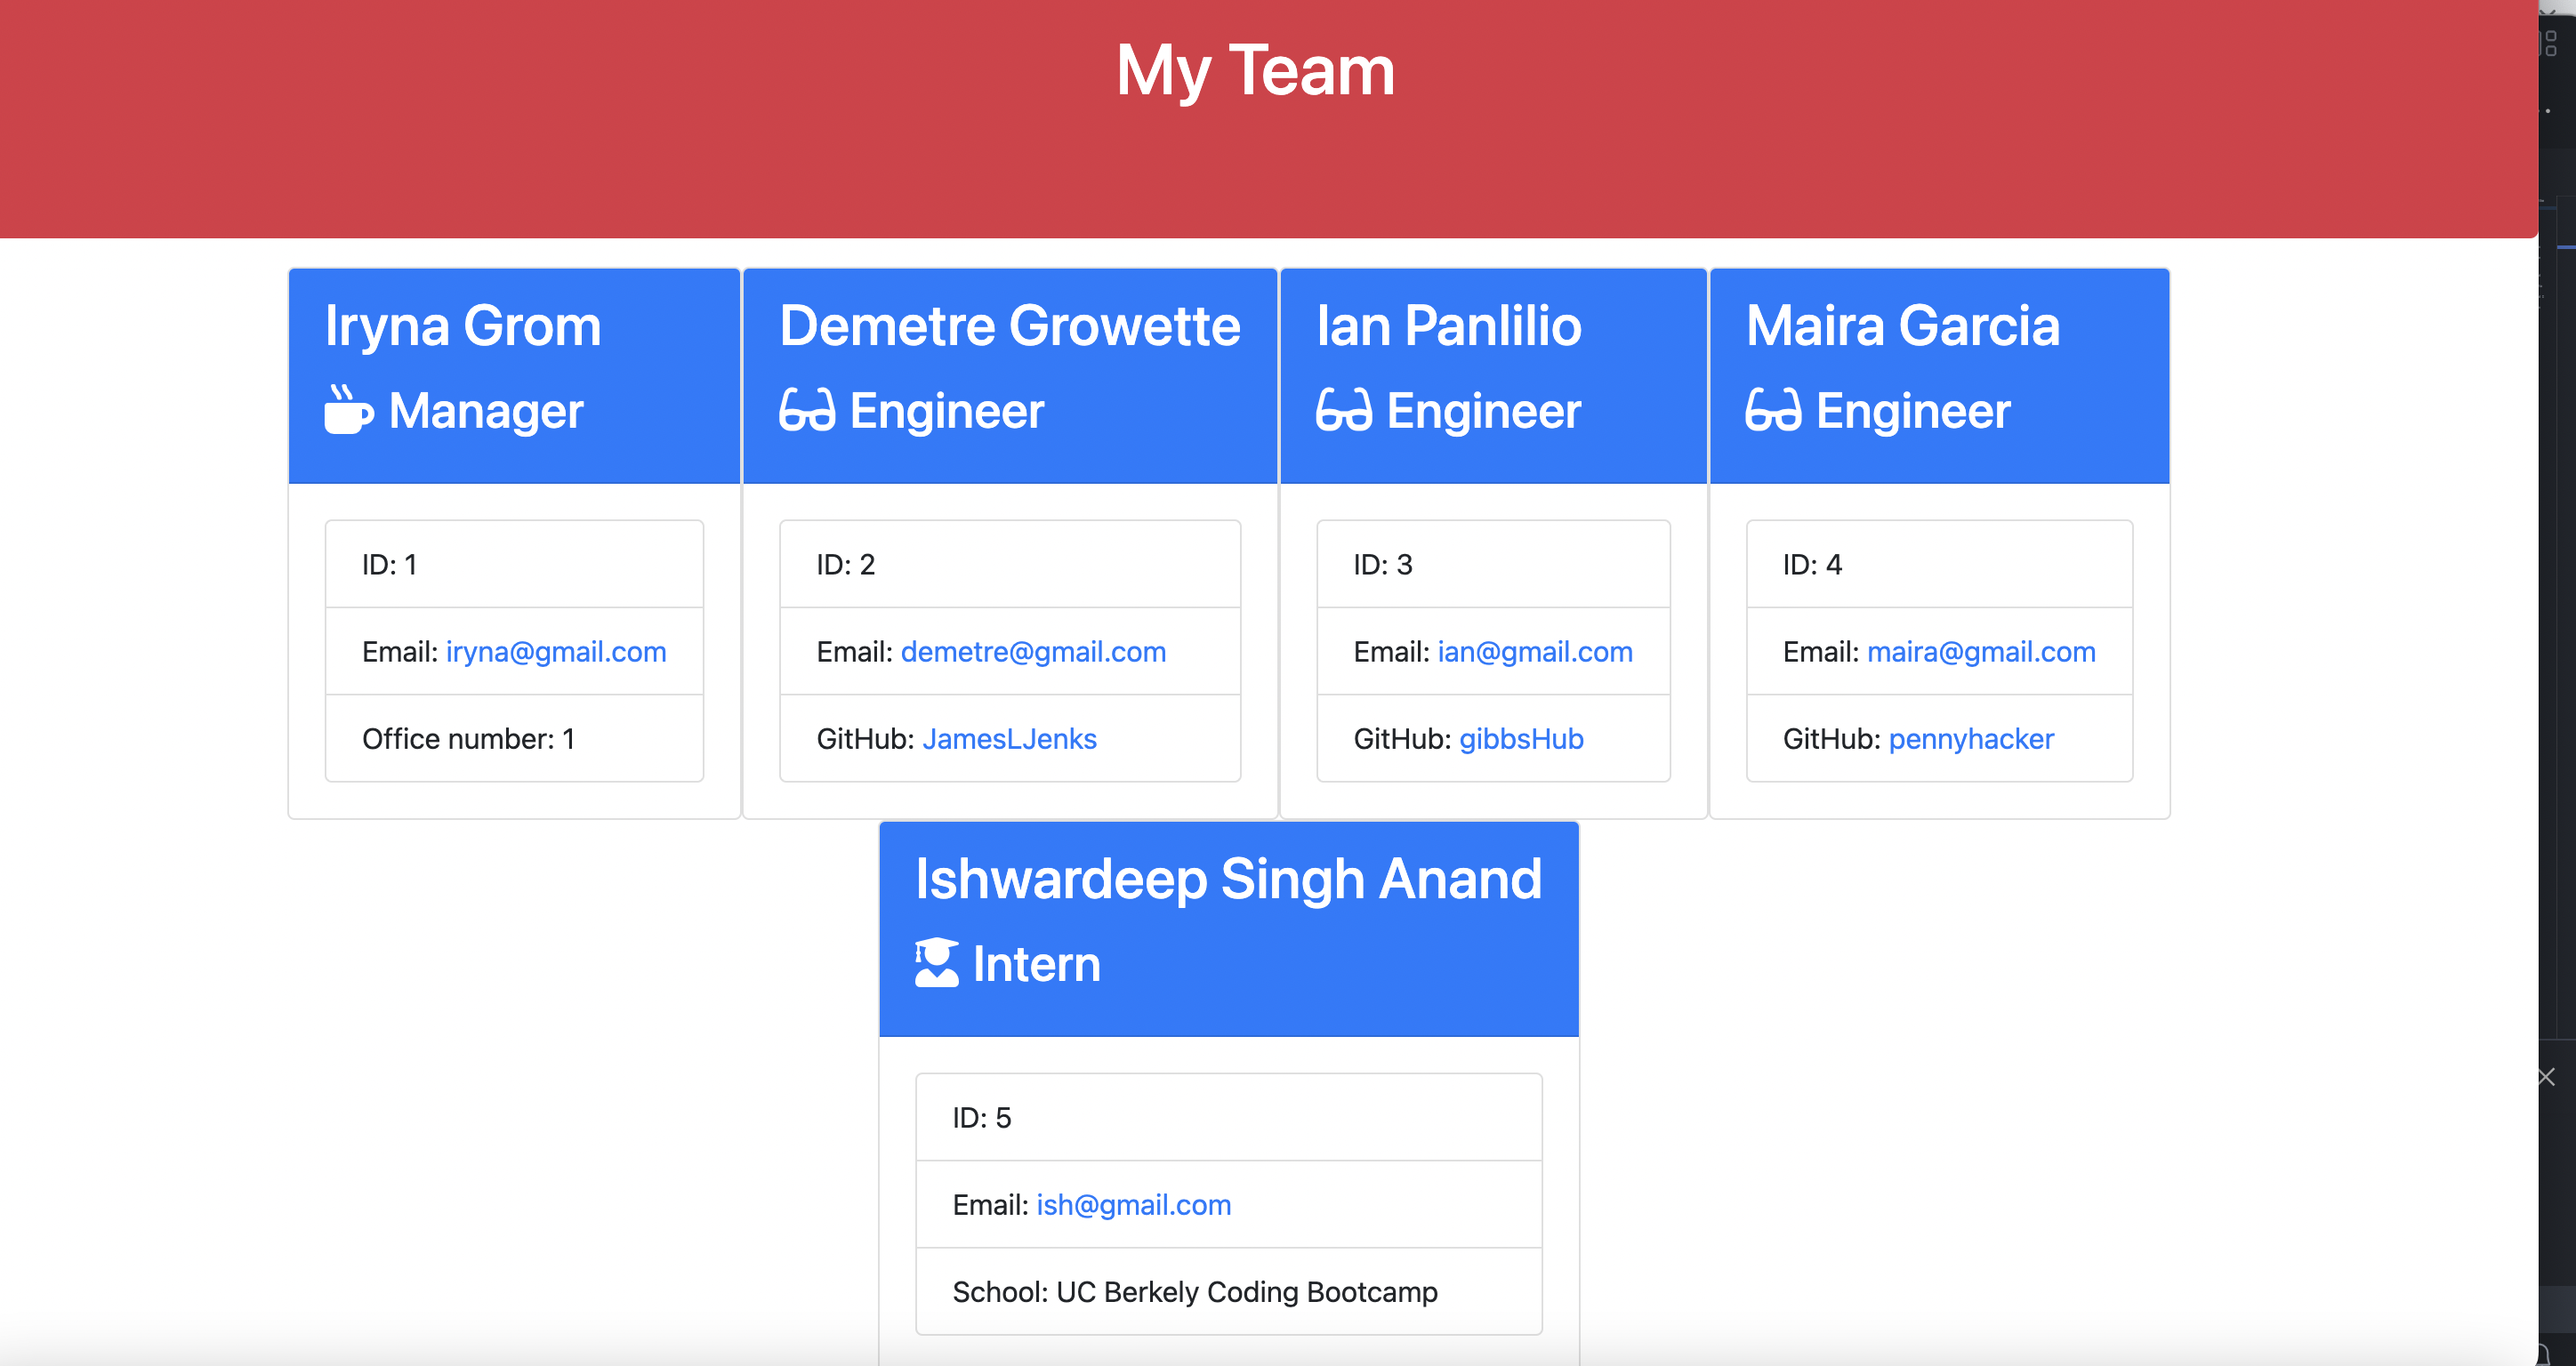 My Team
Iryna Grom
Manager
ID: 1
Email: iryna@gmail.com
Office number: 1
Demetre Growette
Engineer
ID: 2
Email: demetre@gmail.com
GitHub: JamesLJenks
Ian Panlilio
Engineer
ID: 3
Email: ian@gmail.com
GitHub: gibbsHub
Maira Garcia
Engineer
ID: 4
Email: maira@gmail.com
GitHub: pennyhacker
Ishwardeep Singh Anand
Intern
ID: 5
Email: ish@gmail.com
School: UC Berkely Coding Bootcamp